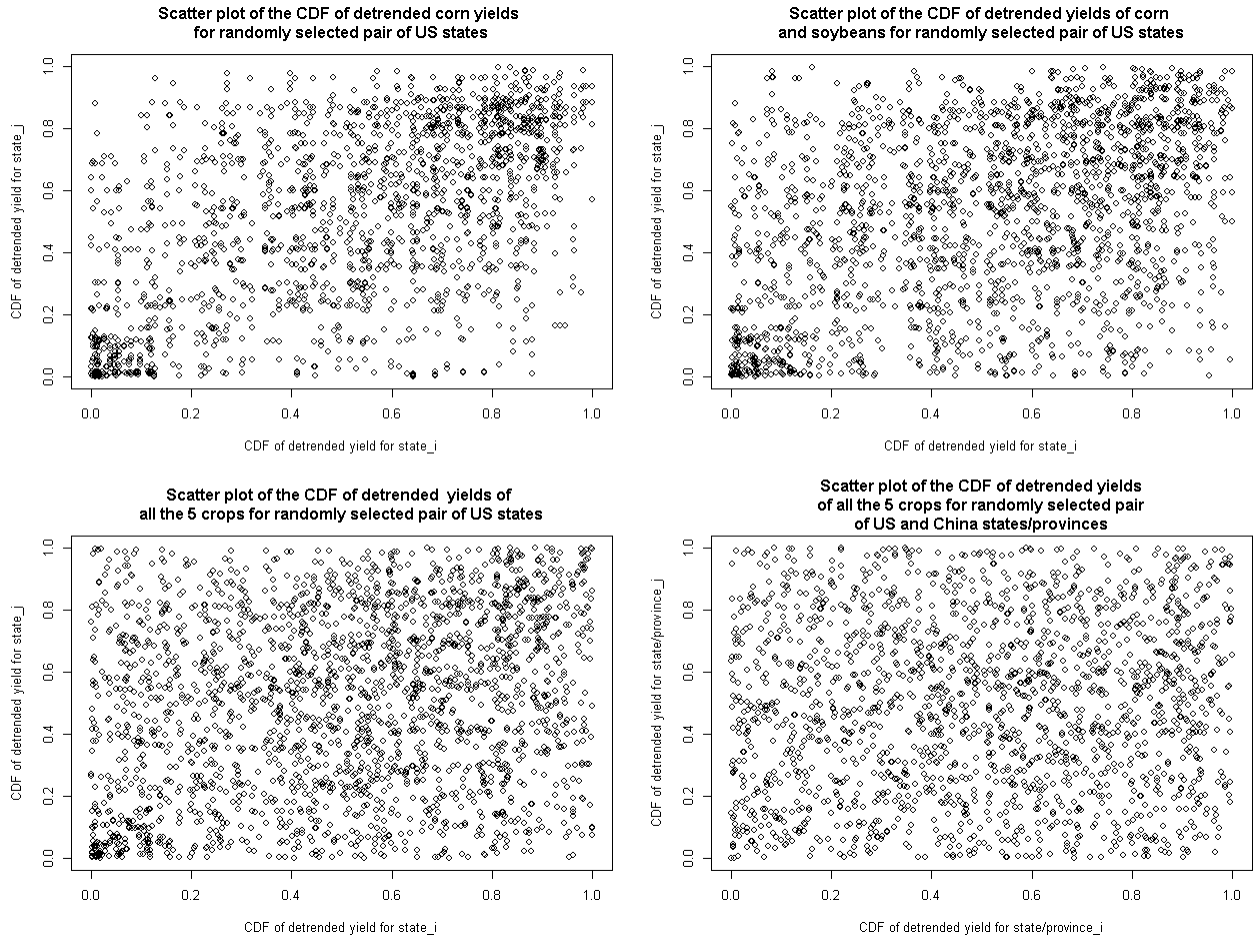 Scatter plot of the CDF of detrended corn yields
for randomly selected pair of US states
CDF of detrended yield for state_j
1.0
0.8
0.6
0.4
0.2
0.0
0.0 0.2 0.4 0.6 0.8 1.0
CDF of detrended yield for state_i
Scatter plot of the CDF of detrended yields of corn
and soybeans for randomly selected pair of US states
CDF of detrended yield for state_j
1.0
0.8
0.6
0.4
0.2
0.0
0.0 0.2 0.4 0.6 0.8 1.0
CDF of detrended yield for state_i
Scatter plot of the CDF of detrended  yields of
all the 5 crops for randomly selected pair of US states
CDF of detrended yield for state_j
1.0
0.8
0.6
0.4
0.2
0.0
0.0 0.2 0.4 0.6 0.8 1.0
CDF of detrended yield for state_i
Scatter plot of the CDF of detrended yields
of all the 5 crops for randomly selected pair
of US and China states/provinces
CDF of detrended yield for state/province_j
1.0
0.8
0.6
0.4
0.2
0.0
0.0 0.2 0.4 0.6 0.8 1.0
CDF of detrended yield for state/province_i